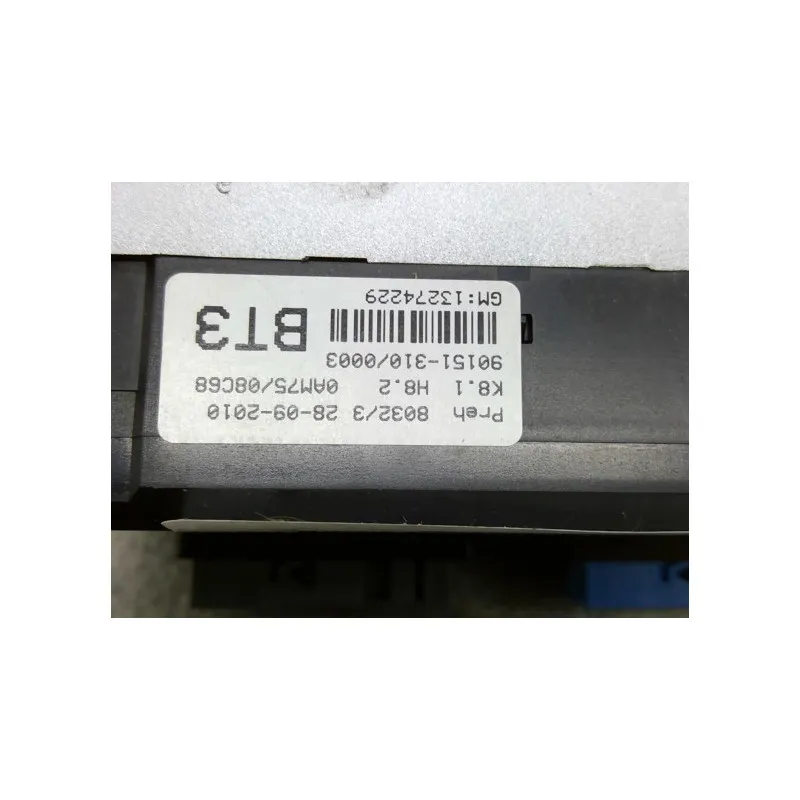 Preh 8032/3 28-09-2010
K8.1 H8.2 0AM75/08C68
90151-310/0003
BT3
GM:13274229